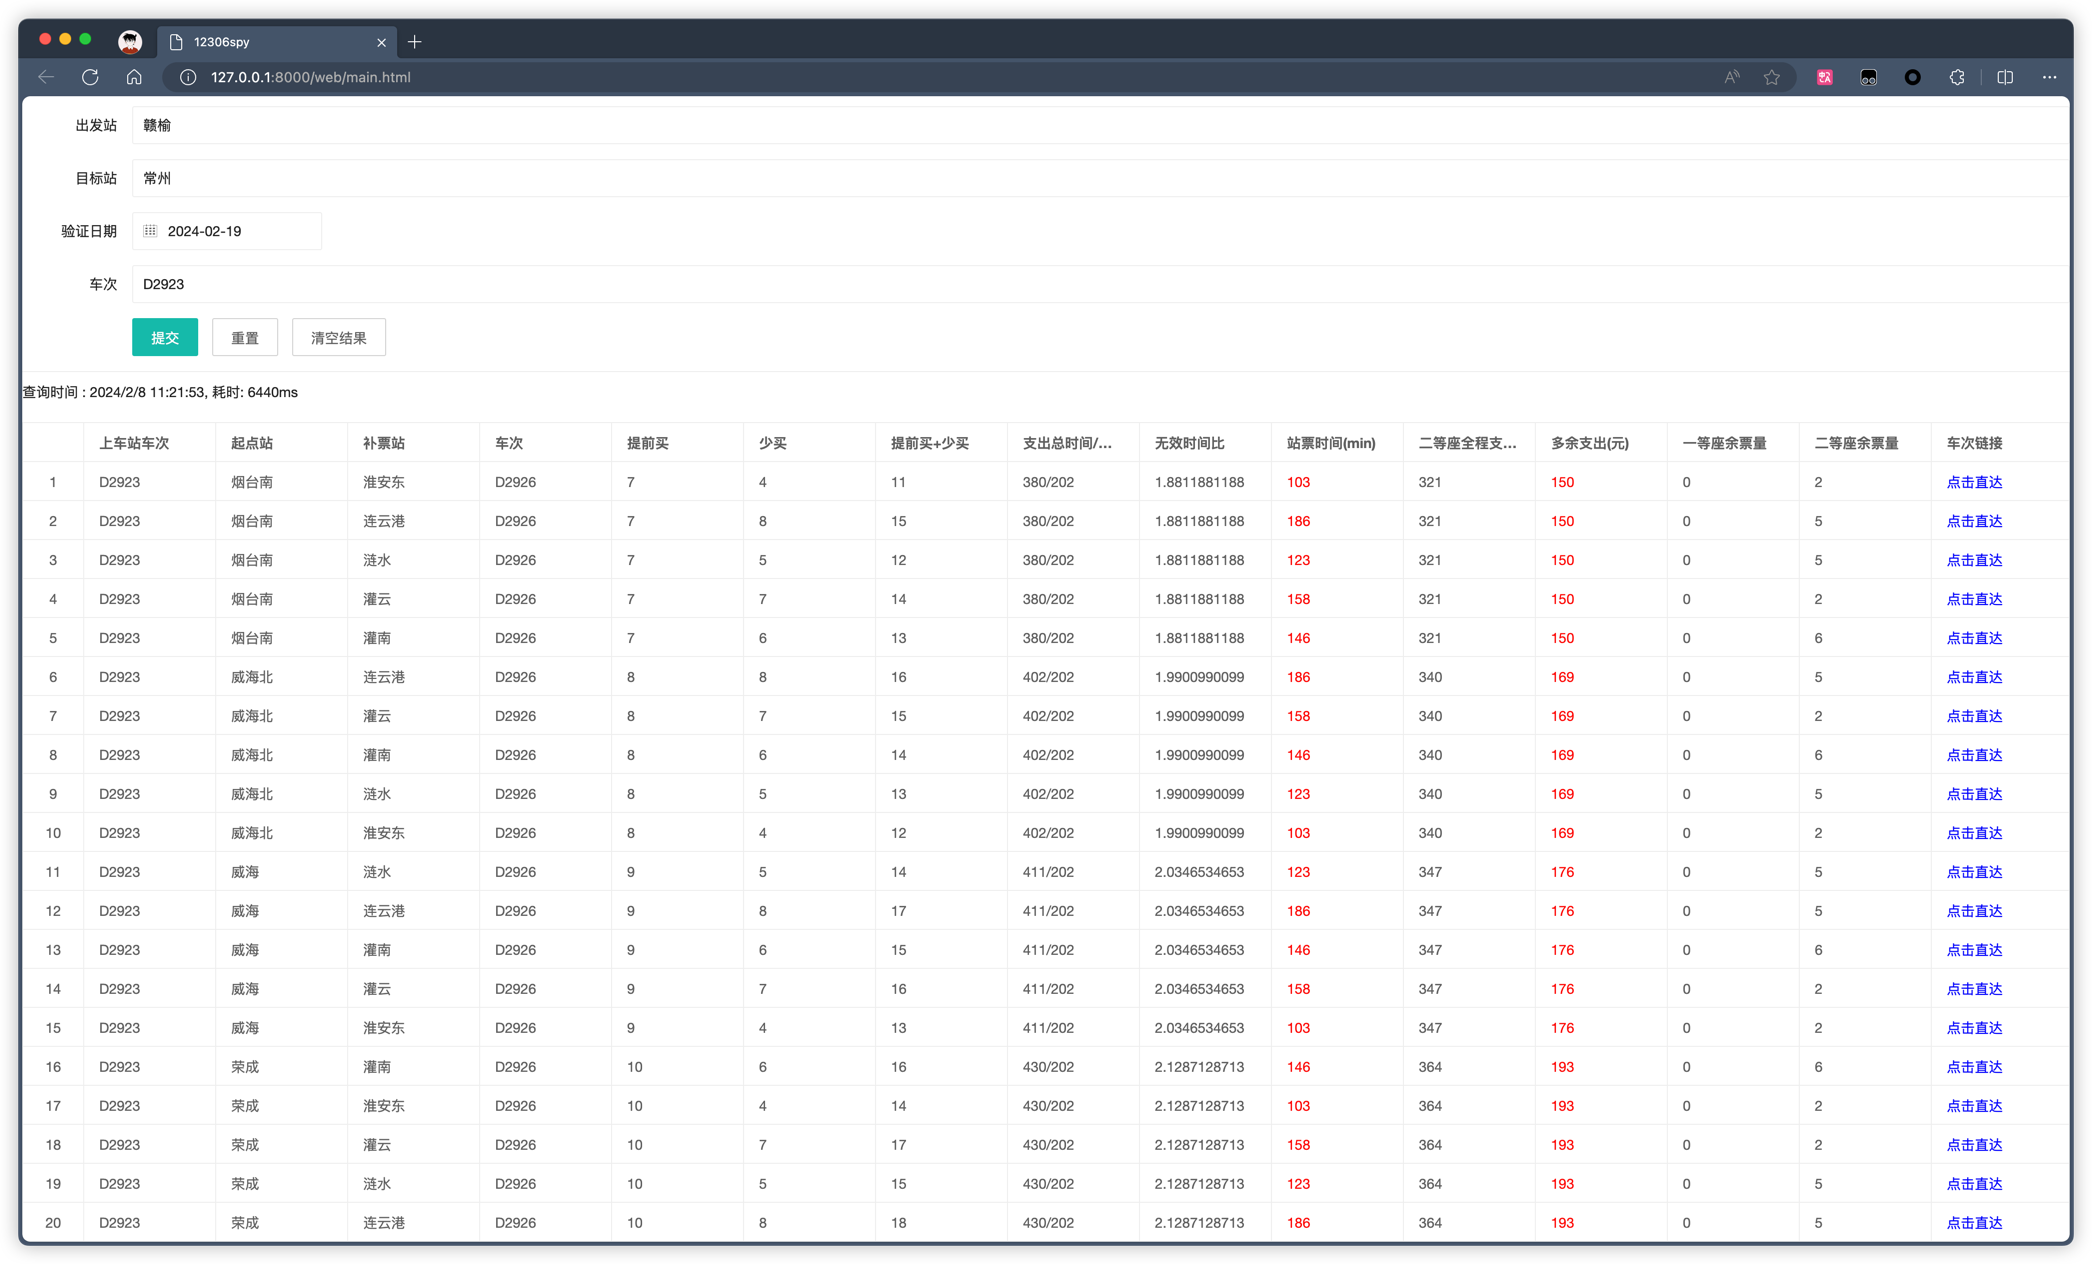 12306spy
127.0.0.1:8000/web/main.html
出发站 赣榆
目标站 常州
验证日期 2024-02-19
车次 D2923
提交 重置 清空结果
查询时间 : 2024/2/8 11:21:53, 耗时: 6440ms
上车站车次 起点站 补票站 车次 提前买 少买 提前买+少买 支出总时间/... 无效时间比 站票时间(min) 二等座全程支... 多余支出(元) 一等座余票量 二等座余票量 车次链接
1 D2923 烟台南 淮安东 D2926 7 4 11 380/202 1.8811881188 103 321 150 0 2 点击直达
2 D2923 烟台南 连云港 D2926 7 8 15 380/202 1.8811881188 186 321 150 0 5 点击直达
3 D2923 烟台南 涟水 D2926 7 5 12 380/202 1.8811881188 123 321 150 0 5 点击直达
4 D2923 烟台南 灌云 D2926 7 7 14 380/202 1.8811881188 158 321 150 0 2 点击直达
5 D2923 烟台南 灌南 D2926 7 6 13 380/202 1.8811881188 146 321 150 0 6 点击直达
6 D2923 威海北 连云港 D2926 8 8 16 402/202 1.9900990099 186 340 169 0 5 点击直达
7 D2923 威海北 灌云 D2926 8 7 15 402/202 1.9900990099 158 340 169 0 2 点击直达
8 D2923 威海北 灌南 D2926 8 6 14 402/202 1.9900990099 146 340 169 0 6 点击直达
9 D2923 威海北 涟水 D2926 8 5 13 402/202 1.9900990099 123 340 169 0 5 点击直达
10 D2923 威海北 淮安东 D2926 8 4 12 402/202 1.9900990099 103 340 169 0 2 点击直达
11 D2923 威海 涟水 D2926 9 5 14 411/202 2.0346534653 123 347 176 0 5 点击直达
12 D2923 威海 连云港 D2926 9 8 17 411/202 2.0346534653 186 347 176 0 5 点击直达
13 D2923 威海 灌南 D2926 9 6 15 411/202 2.0346534653 146 347 176 0 6 点击直达
14 D2923 威海 灌云 D2926 9 7 16 411/202 2.0346534653 158 347 176 0 2 点击直达
15 D2923 威海 淮安东 D2926 9 4 13 411/202 2.0346534653 103 347 176 0 2 点击直达
16 D2923 荣成 灌南 D2926 10 6 16 430/202 2.1287128713 146 364 193 0 6 点击直达
17 D2923 荣成 淮安东 D2926 10 4 14 430/202 2.1287128713 103 364 193 0 2 点击直达
18 D2923 荣成 灌云 D2926 10 7 17 430/202 2.1287128713 158 364 193 0 2 点击直达
19 D2923 荣成 涟水 D2926 10 5 15 430/202 2.1287128713 123 364 193 0 5 点击直达
20 D2923 荣成 连云港 D2926 10 8 18 430/202 2.1287128713 186 364 193 0 5 点击直达